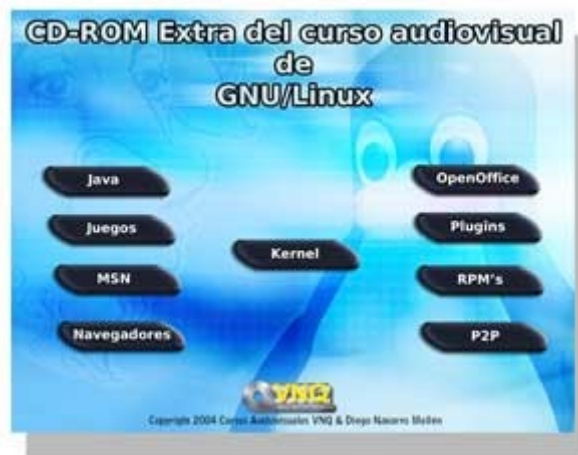 CD-ROM Extra del curso audiovisual
de
GNU/Linux
Java
Juegos
MSN
Navegadores
Kernel
OpenOffice
Plugins
RPM's
P2P
VNQ
Copyright 2004 Cursos Audiovisuales VNQ & Diego Navarro Mellén